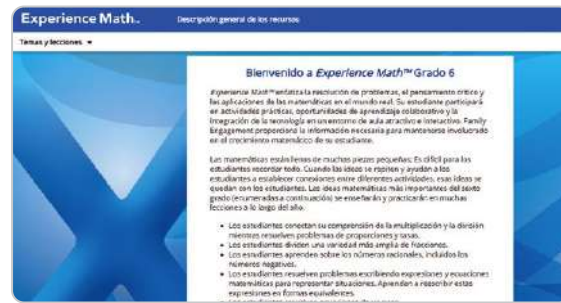 Experience Math™
Descripción general de los recursos
Temas y lecciones
Bienvenido a Experience Math™ Grado 6
Experience Math™ enfatiza la resolución de problemas, el pensamiento crítico y
las aplicaciones de las matemáticas en el mundo real. Su estudiante participará
en actividades prácticas, oportunidades de aprendizaje colaborativo y la
integración de la tecnología en un entorno de aula atractivo e interactivo. Family
Engagement proporciona la información necesaria para mantenerse involucrado
en el crecimiento matemático de su estudiante.
Las matemáticas están llenas de muchas piezas pequeñas. Es difícil para los
estudiantes recordar todo. Cuando las ideas se repiten y ayudan a los
estudiantes a establecer conexiones entre diferentes actividades, esas ideas se
quedan con los estudiantes. Las ideas matemáticas más importantes del sexto
grado (enumeradas a continuación) se enseñarán y practicarán en muchas
lecciones a lo largo del año.
• Los estudiantes conectan su comprensión de la multiplicación y la división
mientras resuelven problemas de proporciones y tasas.
• Los estudiantes dividen una variedad más amplia de fracciones.
• Los estudiantes aprenden sobre los números racionales, incluidos los
números negativos.
• Los estudiantes resuelven problemas escribiendo expresiones y ecuaciones
matemáticas para representar situaciones. Aprenden a reescribir estas
expresiones en formas equivalentes.